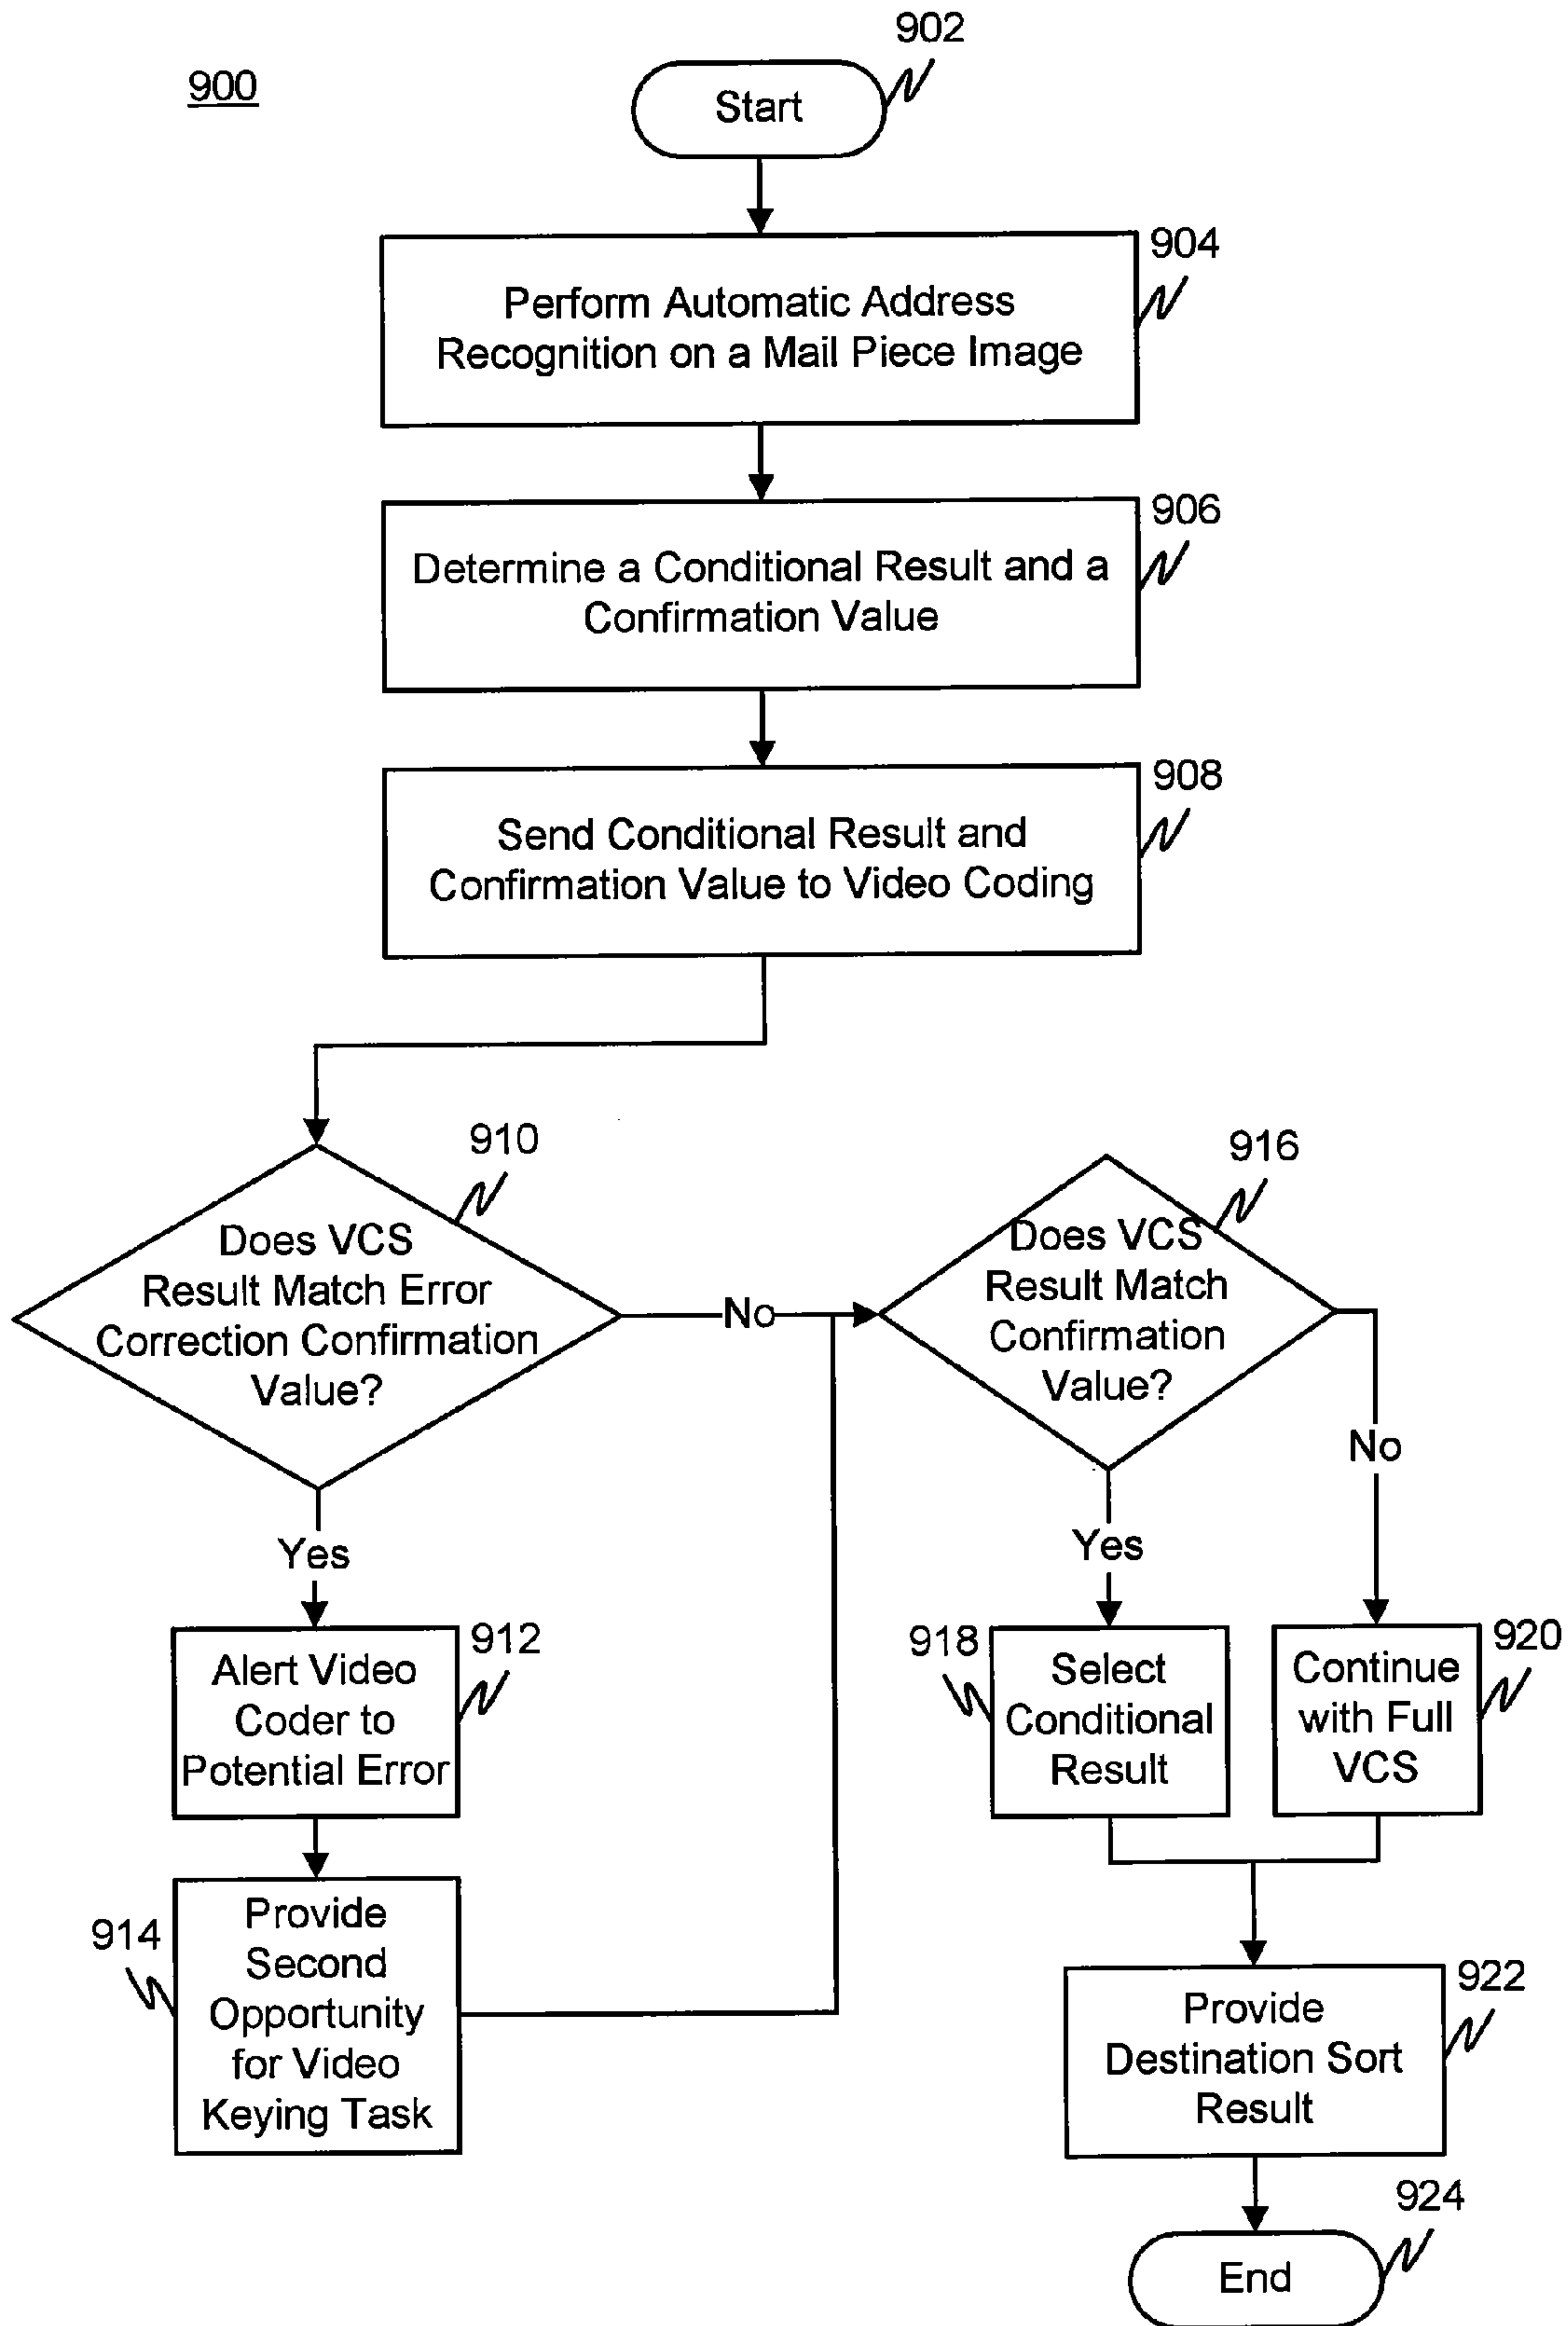 900
902
Start
904
Perform Automatic Address
Recognition on a Mail Piece Image
906
Determine a Conditional Result and a
Confirmation Value
908
Send Conditional Result and
Confirmation Value to Video Coding
910
Does VCS
Result Match Error
Correction Confirmation
Value?
No
Yes
916
Does VCS
Result Match
Confirmation
Value?
No
Yes
912
Alert Video
Coder to
Potential Error
914
Provide
Second
Opportunity
for Video
Keying Task
918
Select
Conditional
Result
920
Continue
with Full
VCS
922
Provide
Destination Sort
Result
924
End